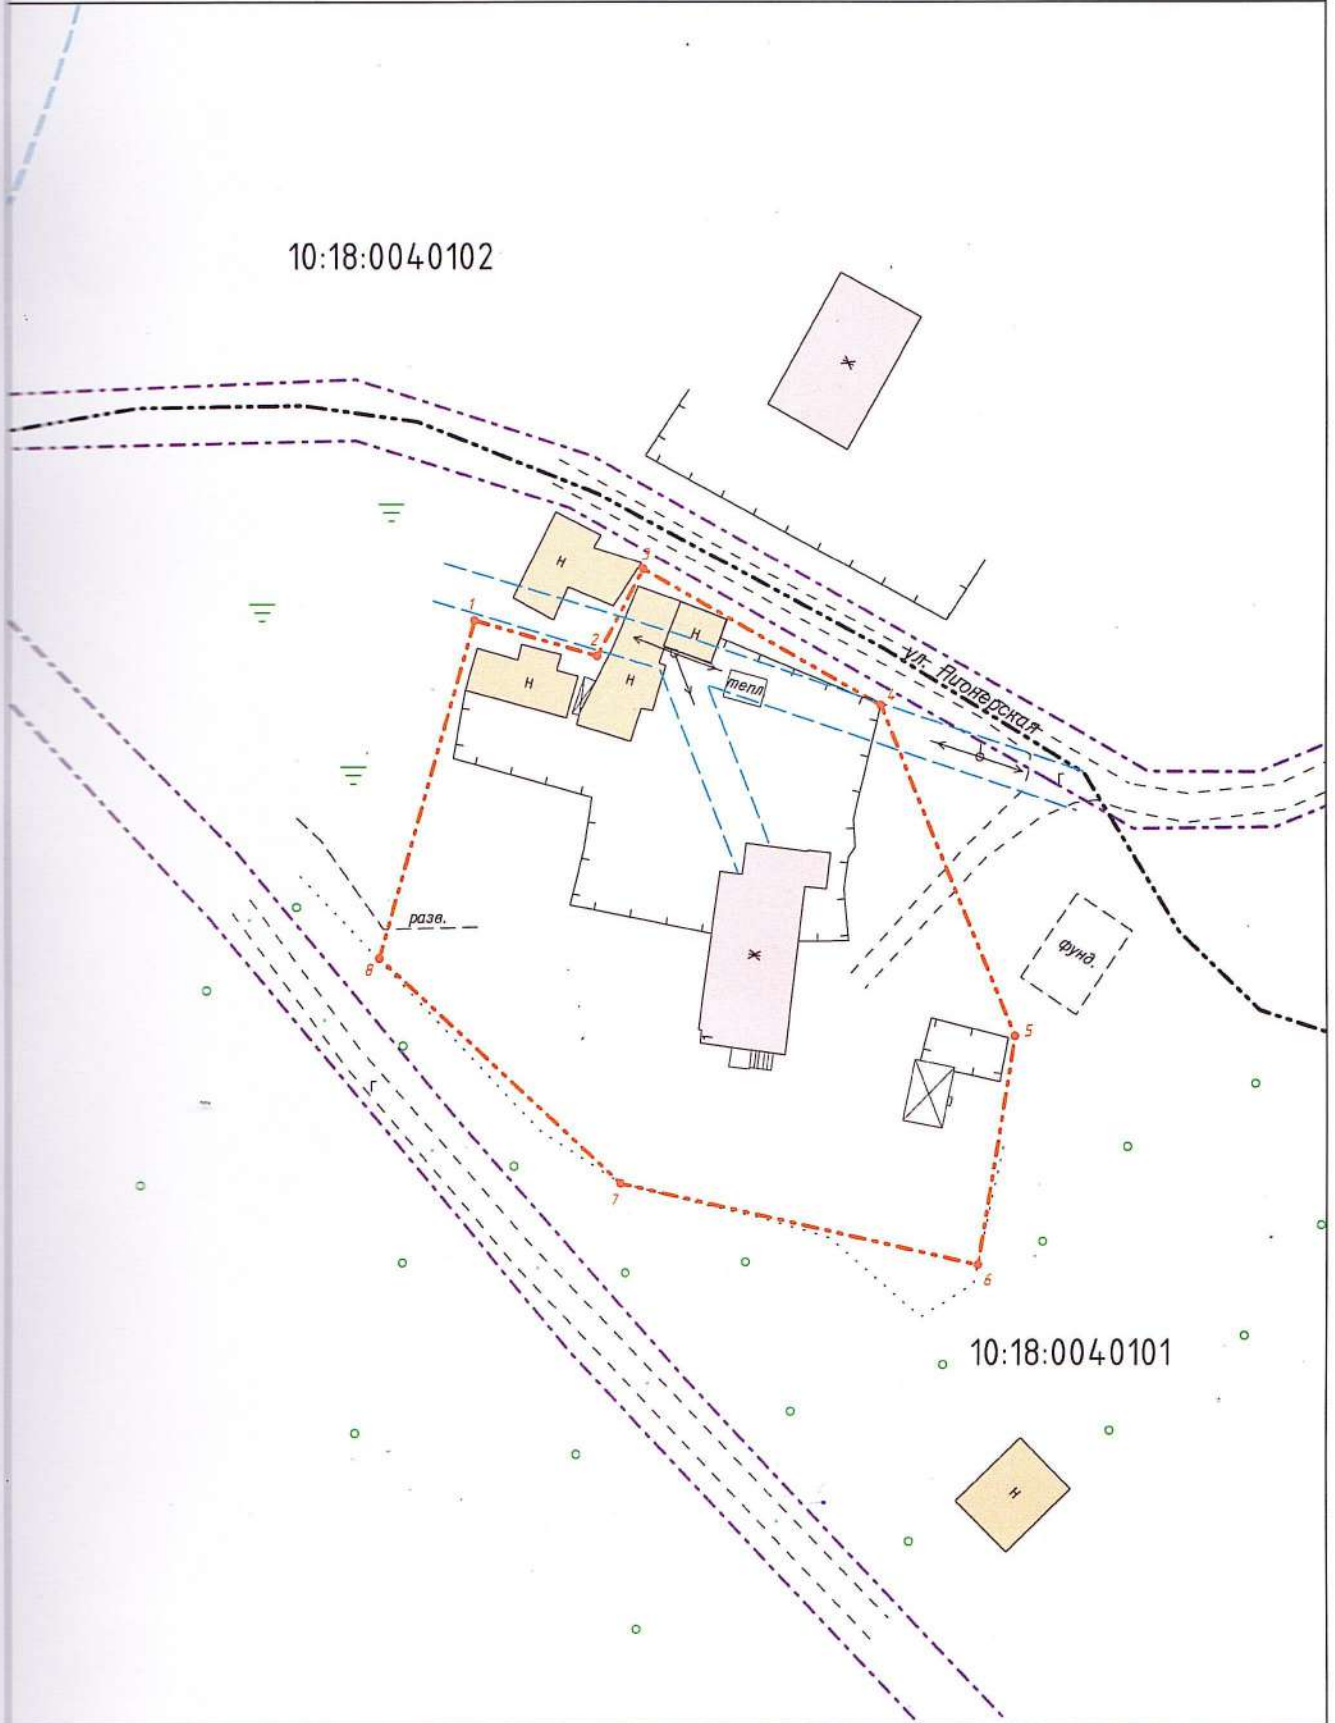 10:18:0040102
Ж
Н
3
1
2
Н
Н
Н
тепл
4
ул. Пионерская
Г
разв.
8
Ж
фунд.
5
Г
7
6
10:18:0040101
Н